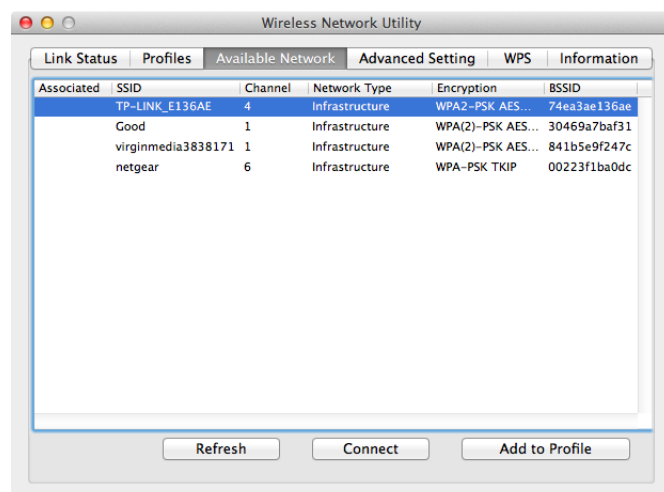 Wireless Network Utility
Link Status Profiles Available Network Advanced Setting WPS Information
Associated SSID Channel Network Type Encryption BSSID
TP-LINK_E136AE 4 Infrastructure WPA2-PSK AES... 74ea3ae136ae
Good 1 Infrastructure WPA(2)-PSK AES... 30469a7baf31
virginmedia3838171 1 Infrastructure WPA(2)-PSK AES... 841b5e9f247c
netgear 6 Infrastructure WPA-PSK TKIP 00223f1ba0dc
Refresh Connect Add to Profile